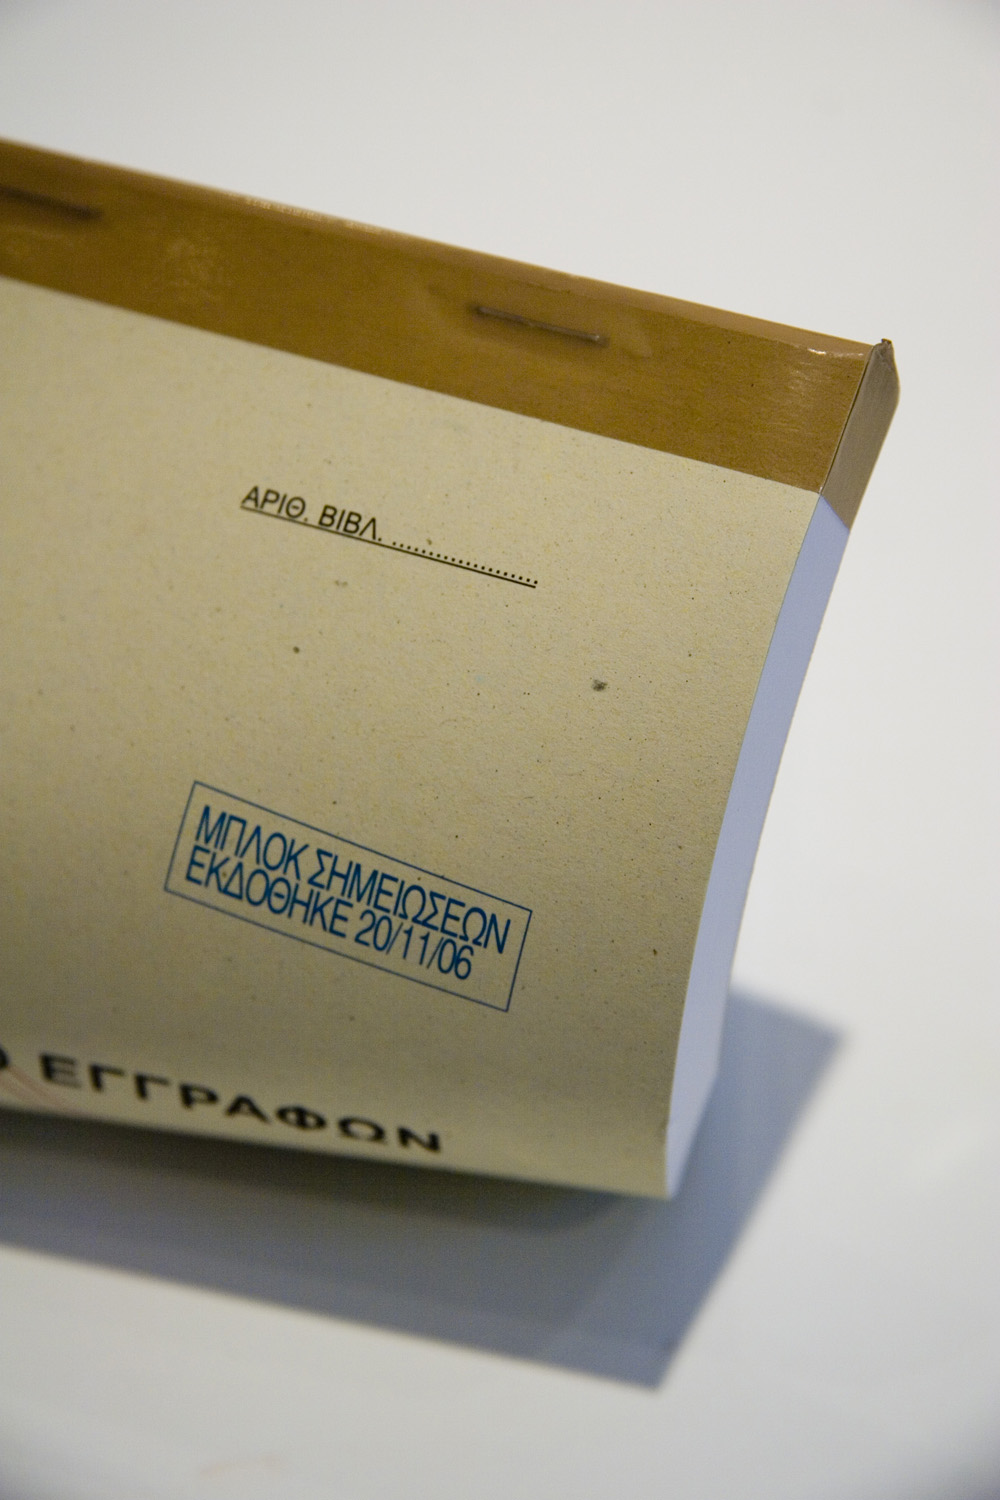 ΑΡΙΘ. ΒΙΒΛ. ......................
ΜΠΛΟΚ ΣΗΜΕΙΩΣΕΩΝ
ΕΚΔΟΘΗΚΕ 20/11/06
ΕΓΓΡΑΦΩΝ